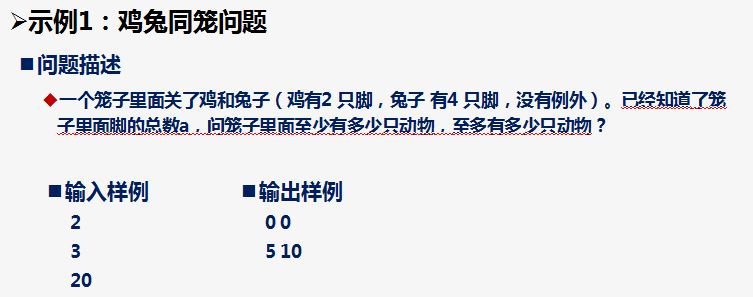 ➢示例1：鸡兔同笼问题
■问题描述
◆一个笼子里面关了鸡和兔子（鸡有2 只脚，兔子 有4 只脚，没有例外）。已经知道了笼
子里面脚的总数a，问笼子里面至少有多少只动物，至多有多少只动物？
■输入样例 ■输出样例
2 0 0
3 5 10
20